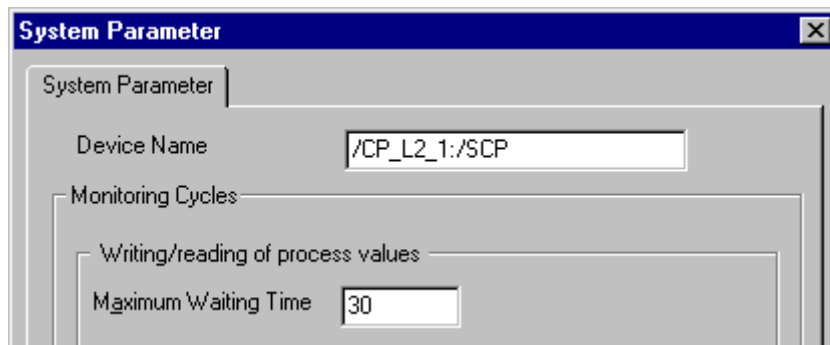 System Parameter
System Parameter
Device Name /CP_L2_1:/SCP
Monitoring Cycles
Writing/reading of process values
Maximum Waiting Time 30